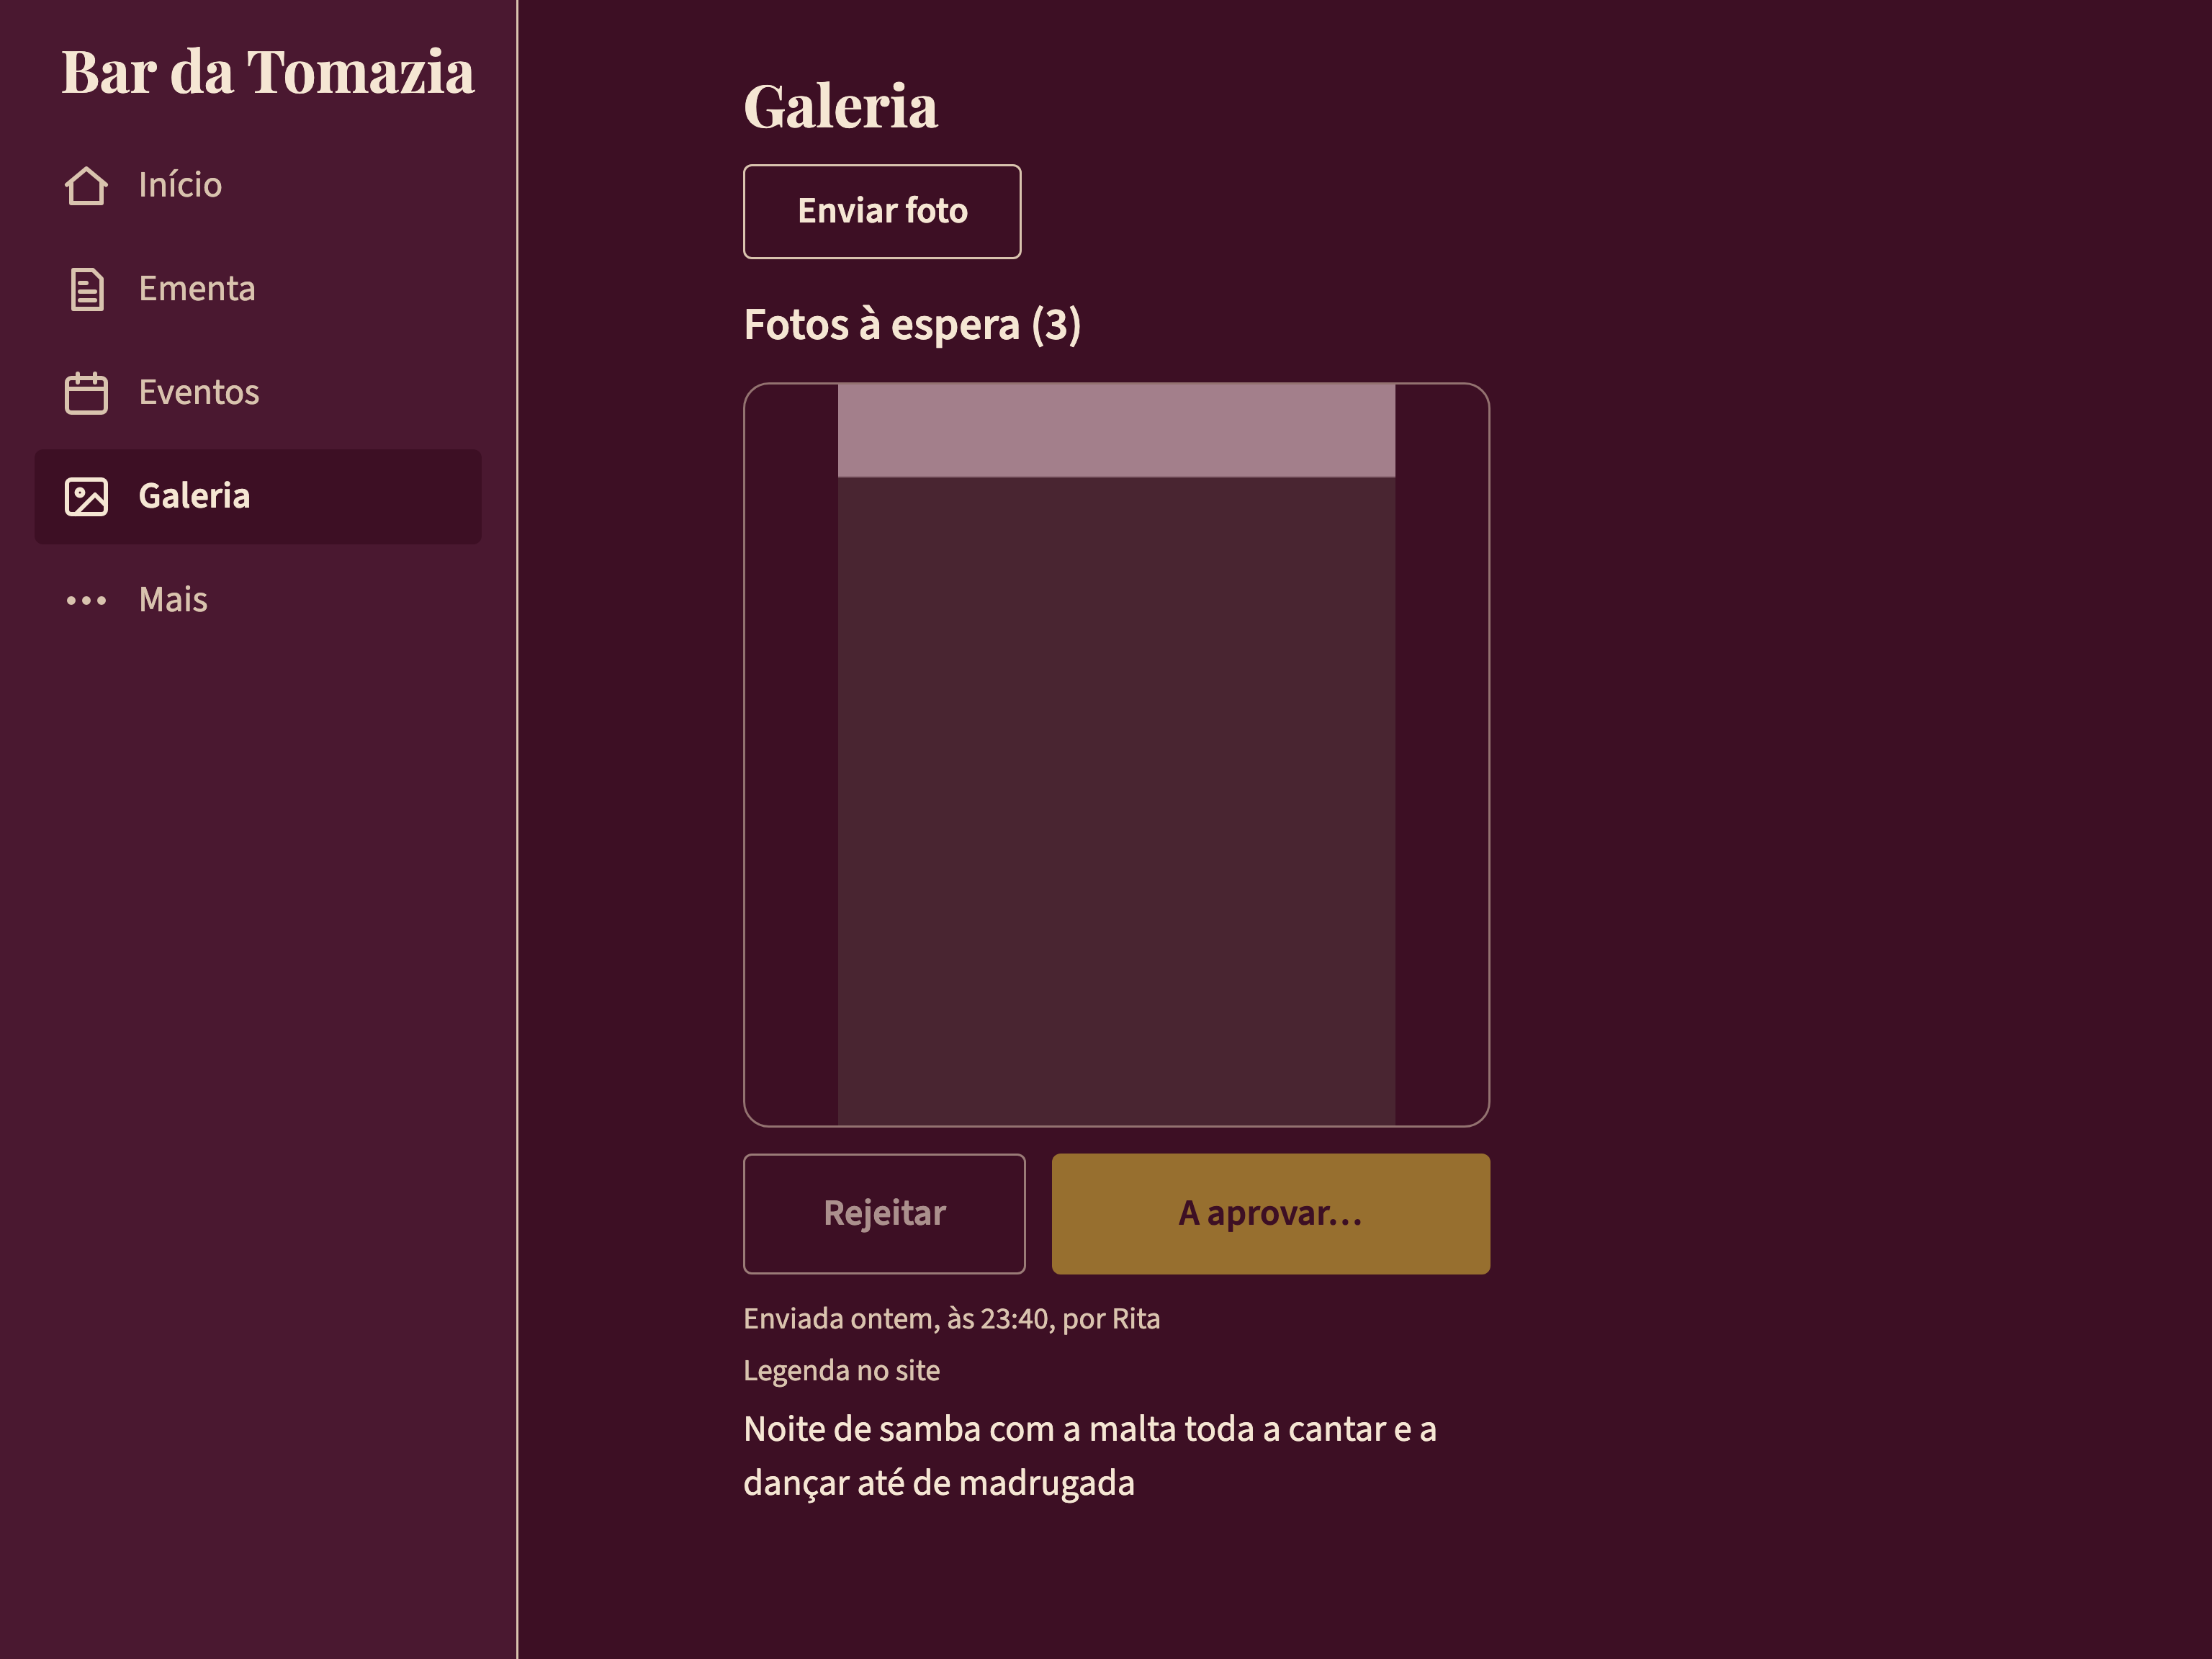 Bar da Tomazia
Início
Ementa
Eventos
Galeria
Mais
Galeria
Enviar foto
Fotos à espera (3)
Rejeitar
A aprovar…
Enviada ontem, às 23:40, por Rita
Legenda no site
Noite de samba com a malta toda a cantar e a
dançar até de madrugada